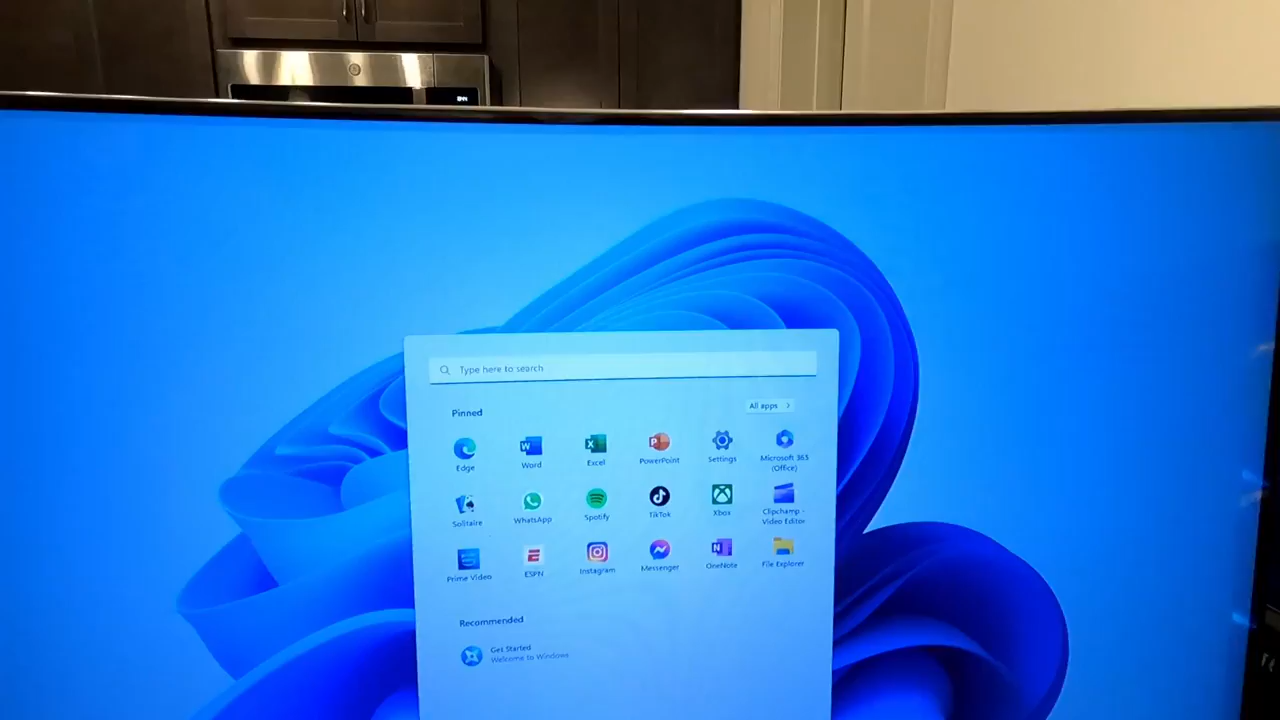 Type here to search
Pinned
All apps >
Edge
Word
Excel
PowerPoint
Settings
Microsoft 365
(Office)
Solitaire
WhatsApp
Spotify
TikTok
Xbox
Clipchamp -
Video Editor
Prime Video
ESPN
Instagram
Messenger
OneNote
File Explorer
Recommended
Get Started
Welcome to Windows